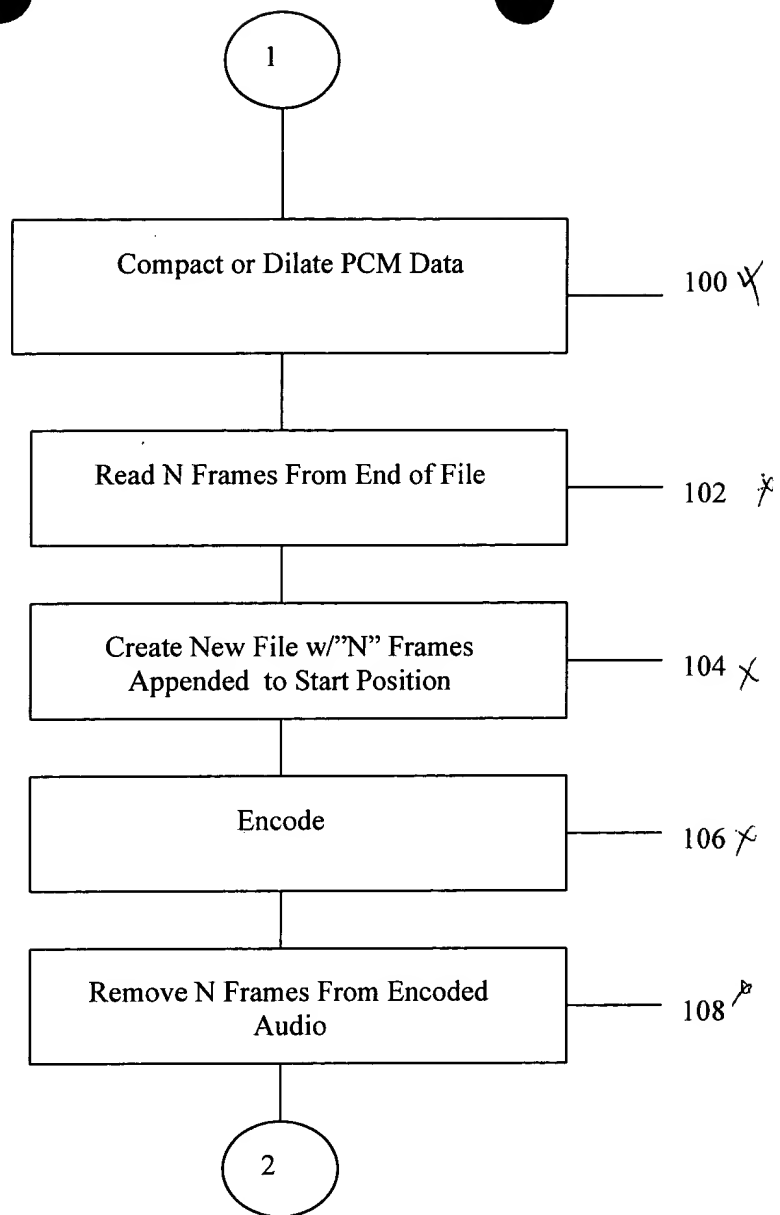 1
Compact or Dilate PCM Data
100
Read N Frames From End of File
102
Create New File w/”N” Frames
Appended to Start Position
104
Encode
106
Remove N Frames From Encoded
Audio
108
2